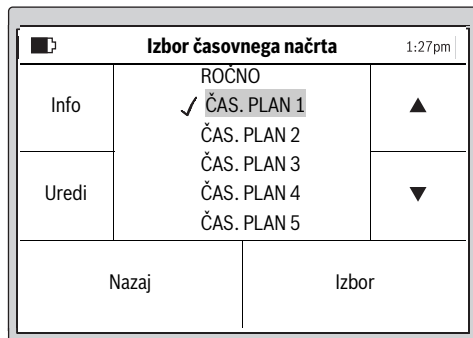 Izbor časovnega načrta 1:27pm
Info
Uredi
ROČNO
✓ ČAS. PLAN 1
ČAS. PLAN 2
ČAS. PLAN 3
ČAS. PLAN 4
ČAS. PLAN 5
▲
▼
Nazaj Izbor